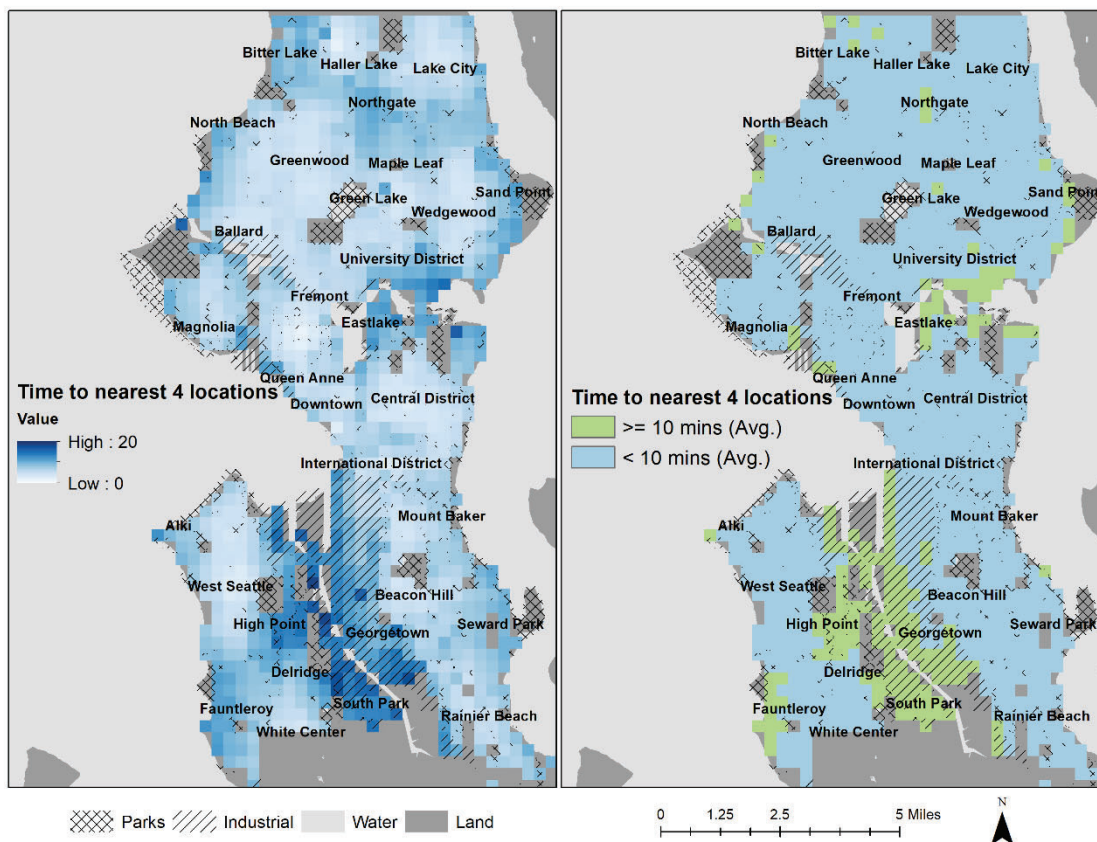 Bitter Lake
Haller Lake
Lake City
Northgate
North Beach
Greenwood
Maple Leaf
Green Lake
Sand Point
Wedgewood
Ballard
University District
Fremont
Magnolia
Eastlake
Queen Anne
Downtown
Central District
International District
Mount Baker
Alki
West Seattle
Beacon Hill
High Point
Georgetown
Seward Park
Delridge
South Park
Fauntleroy
Rainier Beach
White Center
Time to nearest 4 locations
Value
High : 20
Low : 0
Bitter Lake
Haller Lake
Lake City
Northgate
North Beach
Greenwood
Maple Leaf
Green Lake
Sand Point
Wedgewood
Ballard
University District
Fremont
Magnolia
Eastlake
Queen Anne
Downtown
Central District
International District
Mount Baker
Alki
West Seattle
Beacon Hill
High Point
Georgetown
Seward Park
Delridge
South Park
Fauntleroy
Rainier Beach
White Center
Time to nearest 4 locations
>= 10 mins (Avg.)
< 10 mins (Avg.)
Parks Industrial Water Land
0 1.25 2.5 5 Miles
N